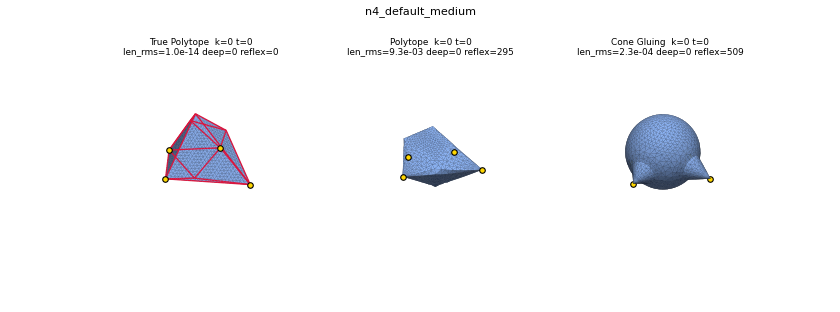 n4_default_medium
True Polytope  k=0 t=0
len_rms=1.0e-14 deep=0 reflex=0
Polytope  k=0 t=0
len_rms=9.3e-03 deep=0 reflex=295
Cone Gluing  k=0 t=0
len_rms=2.3e-04 deep=0 reflex=509